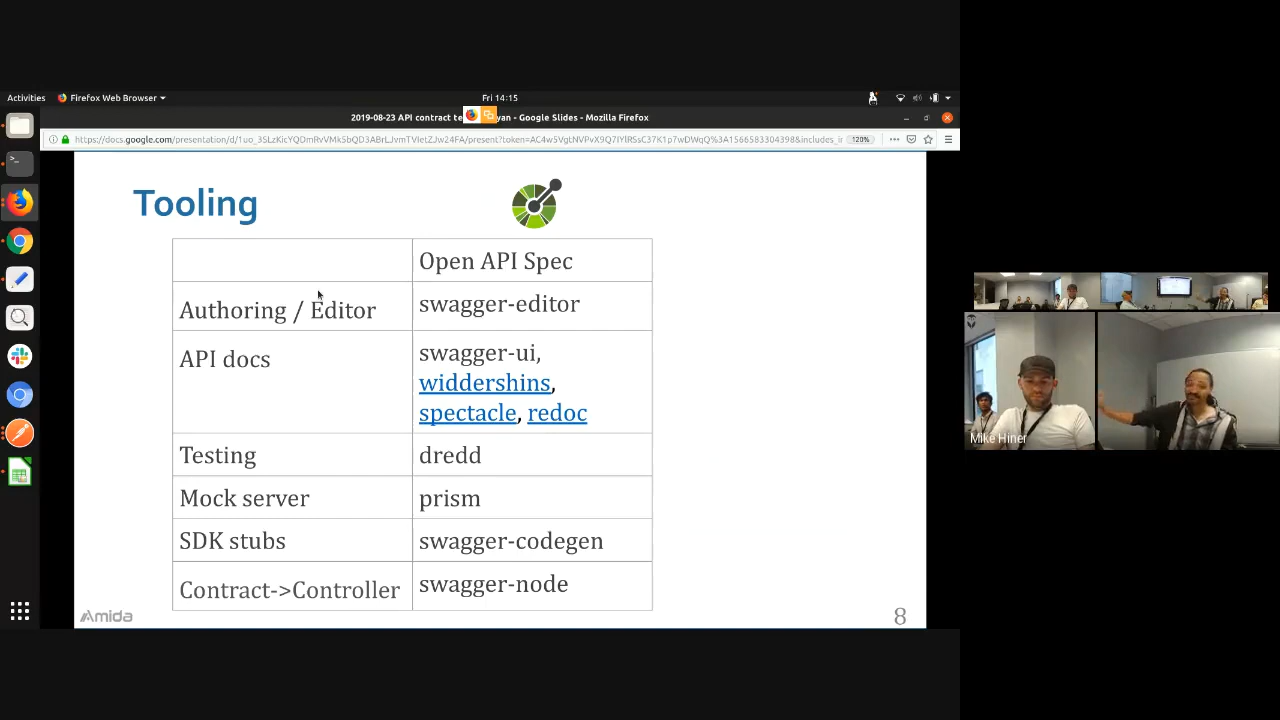 Activities
Firefox Web Browser
Fri 14:15
2019-08-23 API contract te
yan - Google Slides - Mozilla Firefox
120%
Tooling
Open API Spec
Authoring / Editor
swagger-editor
API docs
swagger-ui,
widdershins,
spectacle, redoc
Testing
dredd
Mock server
prism
SDK stubs
swagger-codegen
Contract->Controller
swagger-node
Amida
8
Mike Hiner